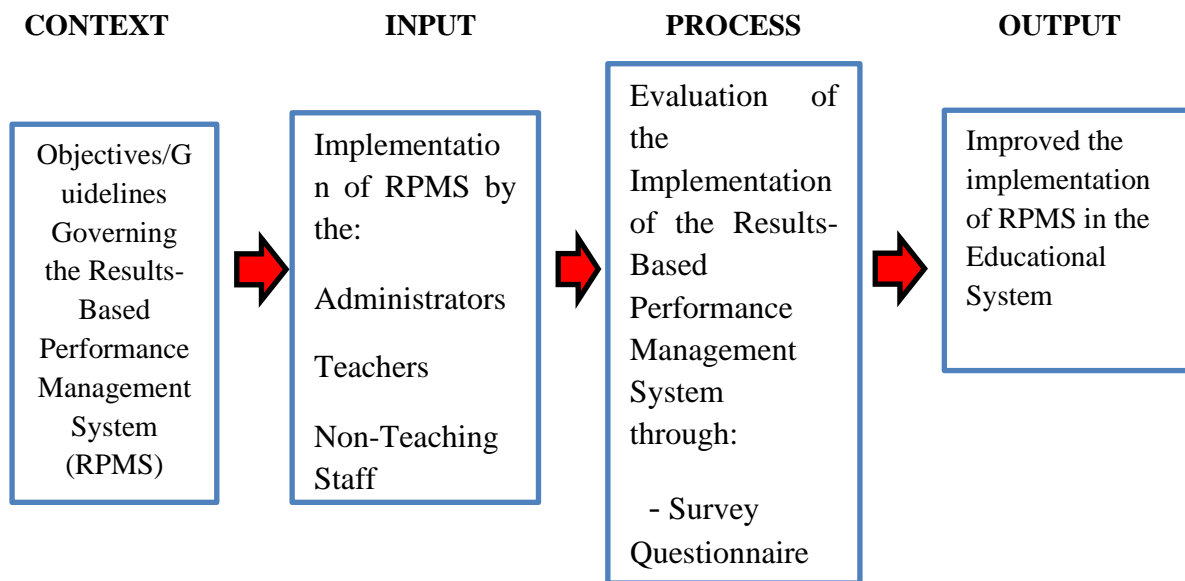 CONTEXT
INPUT
PROCESS
OUTPUT
Objectives/G
uidelines
Governing
the Results-
Based
Performance
Management
System
(RPMS)
Implementatio
n of RPMS by
the:
Administrators
Teachers
Non-Teaching
Staff
Evaluation of
the
Implementation
of the Results-
Based
Performance
Management
System
through:
- Survey
Questionnaire
Improved the
implementation
of RPMS in the
Educational
System